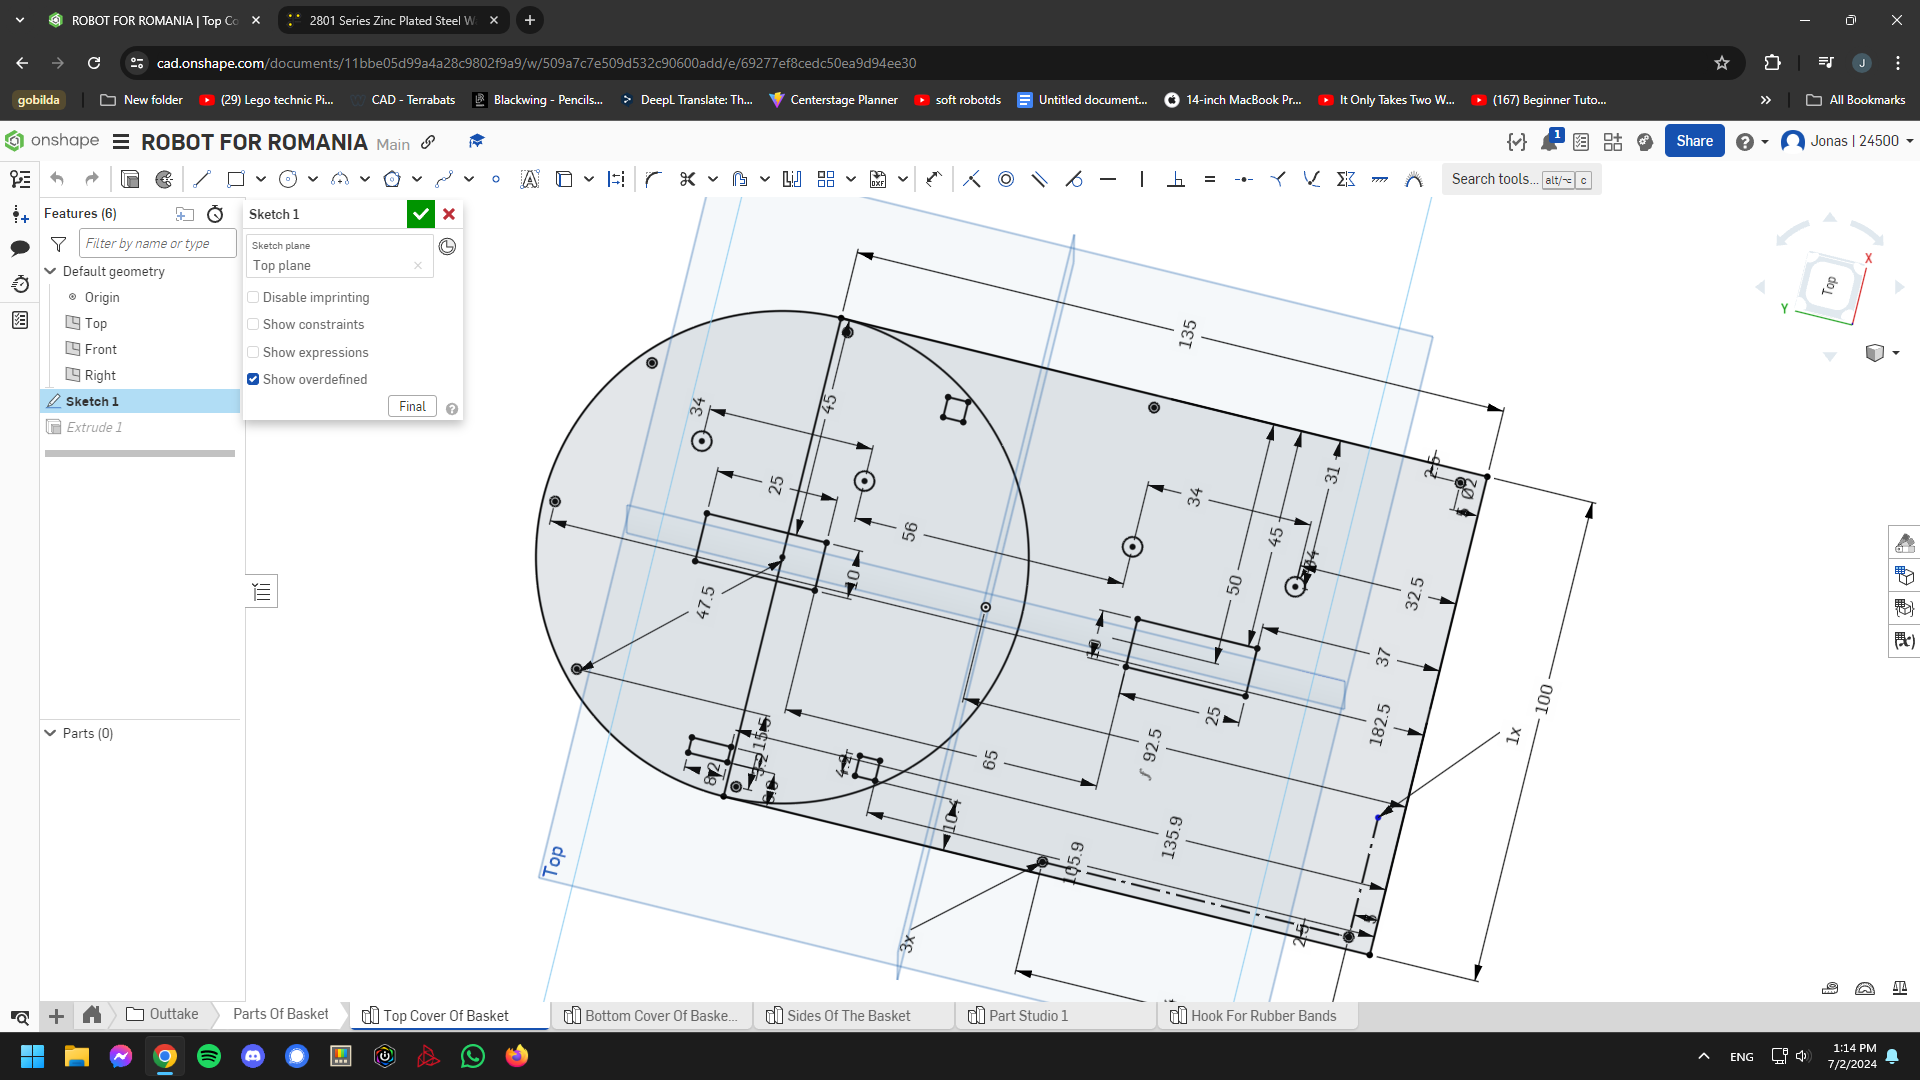 ROBOT FOR ROMANIA | Top Co
2801 Series Zinc Plated Steel W
cad.onshape.com/documents/11bbe05d99a4a28c9802f9a9/w/509a7c7e509d532c90600add/e/69277ef8cedc50ea9d94ee30
J
gobilda
New folder
(29) Lego technic Pi...
CAD - Terrabats
Blackwing - Pencils...
DeepL Translate: Th...
Centerstage Planner
soft robotds
Untitled document...
14-inch MacBook Pr...
It Only Takes Two W...
(167) Beginner Tuto...
All Bookmarks
onshape
ROBOT FOR ROMANIA
Main
1
Share
Jonas | 24500
Search tools...
alt/⌥
c
Features (6)
Filter by name or type
Default geometry
Origin
Top
Front
Right
Sketch 1
Extrude 1
Parts (0)
Sketch 1
Sketch plane
Top plane
Disable imprinting
Show constraints
Show expressions
Show overdefined
Final
135
34
45
25
56
34
31
2.5
Ø2
45
50
10
47.5
32.5
37
10
25
182.5
100
1x
92.5
65
8.2
135.9
105.9
3x
2.5
Top
X
Top
Y
Outtake
Parts Of Basket
Top Cover Of Basket
Bottom Cover Of Baske...
Sides Of The Basket
Part Studio 1
Hook For Rubber Bands
ENG
1:14 PM
7/2/2024